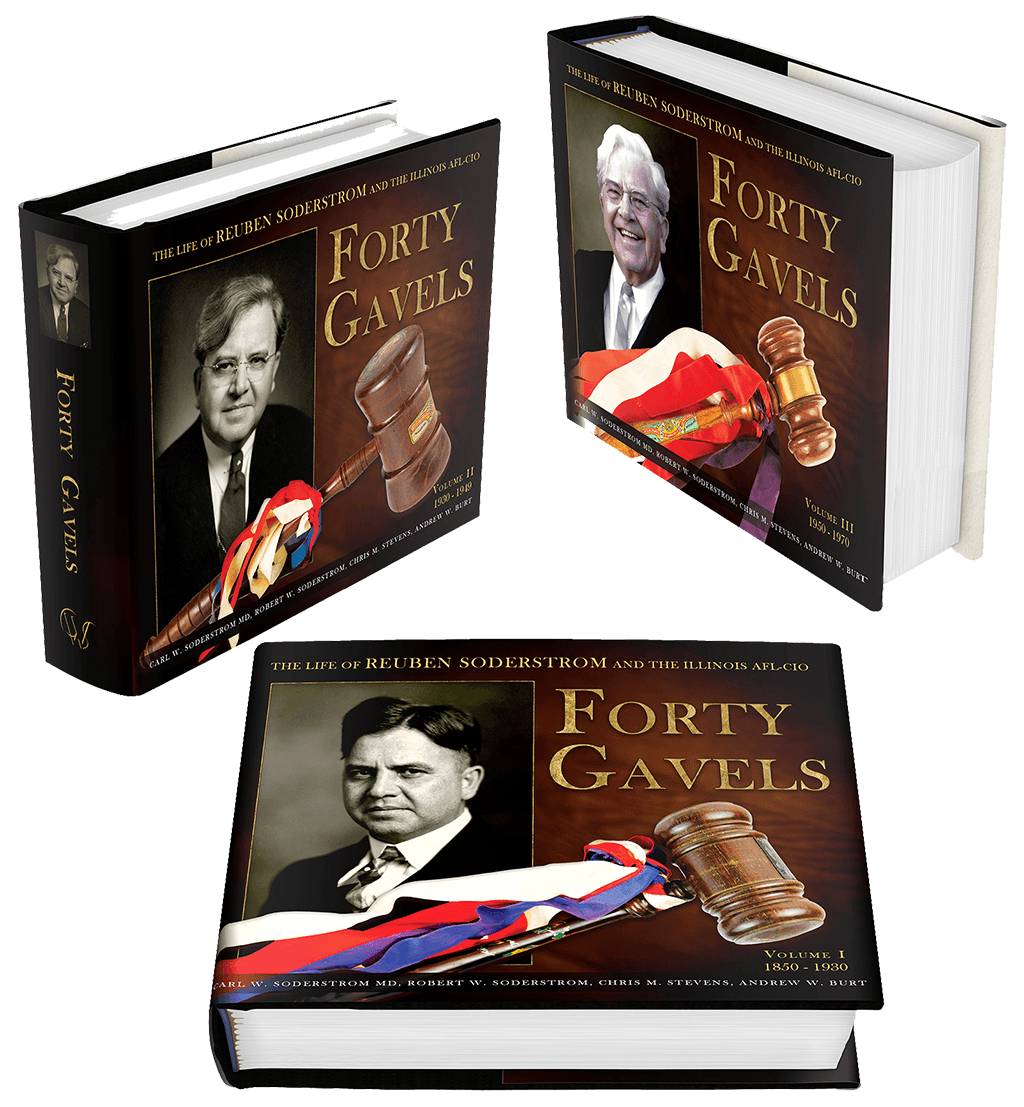 THE LIFE OF REUBEN SODERSTROM AND THE ILLINOIS AFL-CIO
FORTY
GAVELS
VOLUME II
1930 - 1949
CARL W. SODERSTROM MD, ROBERT W. SODERSTROM, CHRIS M. STEVENS, ANDREW W. BURT
FORTY GAVELS
THE LIFE OF REUBEN SODERSTROM AND THE ILLINOIS AFL-CIO
FORTY
GAVELS
VOLUME III
1950 - 1970
CARL W. SODERSTROM MD, ROBERT W. SODERSTROM, CHRIS M. STEVENS, ANDREW W. BURT
THE LIFE OF REUBEN SODERSTROM AND THE ILLINOIS AFL-CIO
FORTY
GAVELS
VOLUME I
1850 - 1930
CARL W. SODERSTROM MD, ROBERT W. SODERSTROM, CHRIS M. STEVENS, ANDREW W. BURT